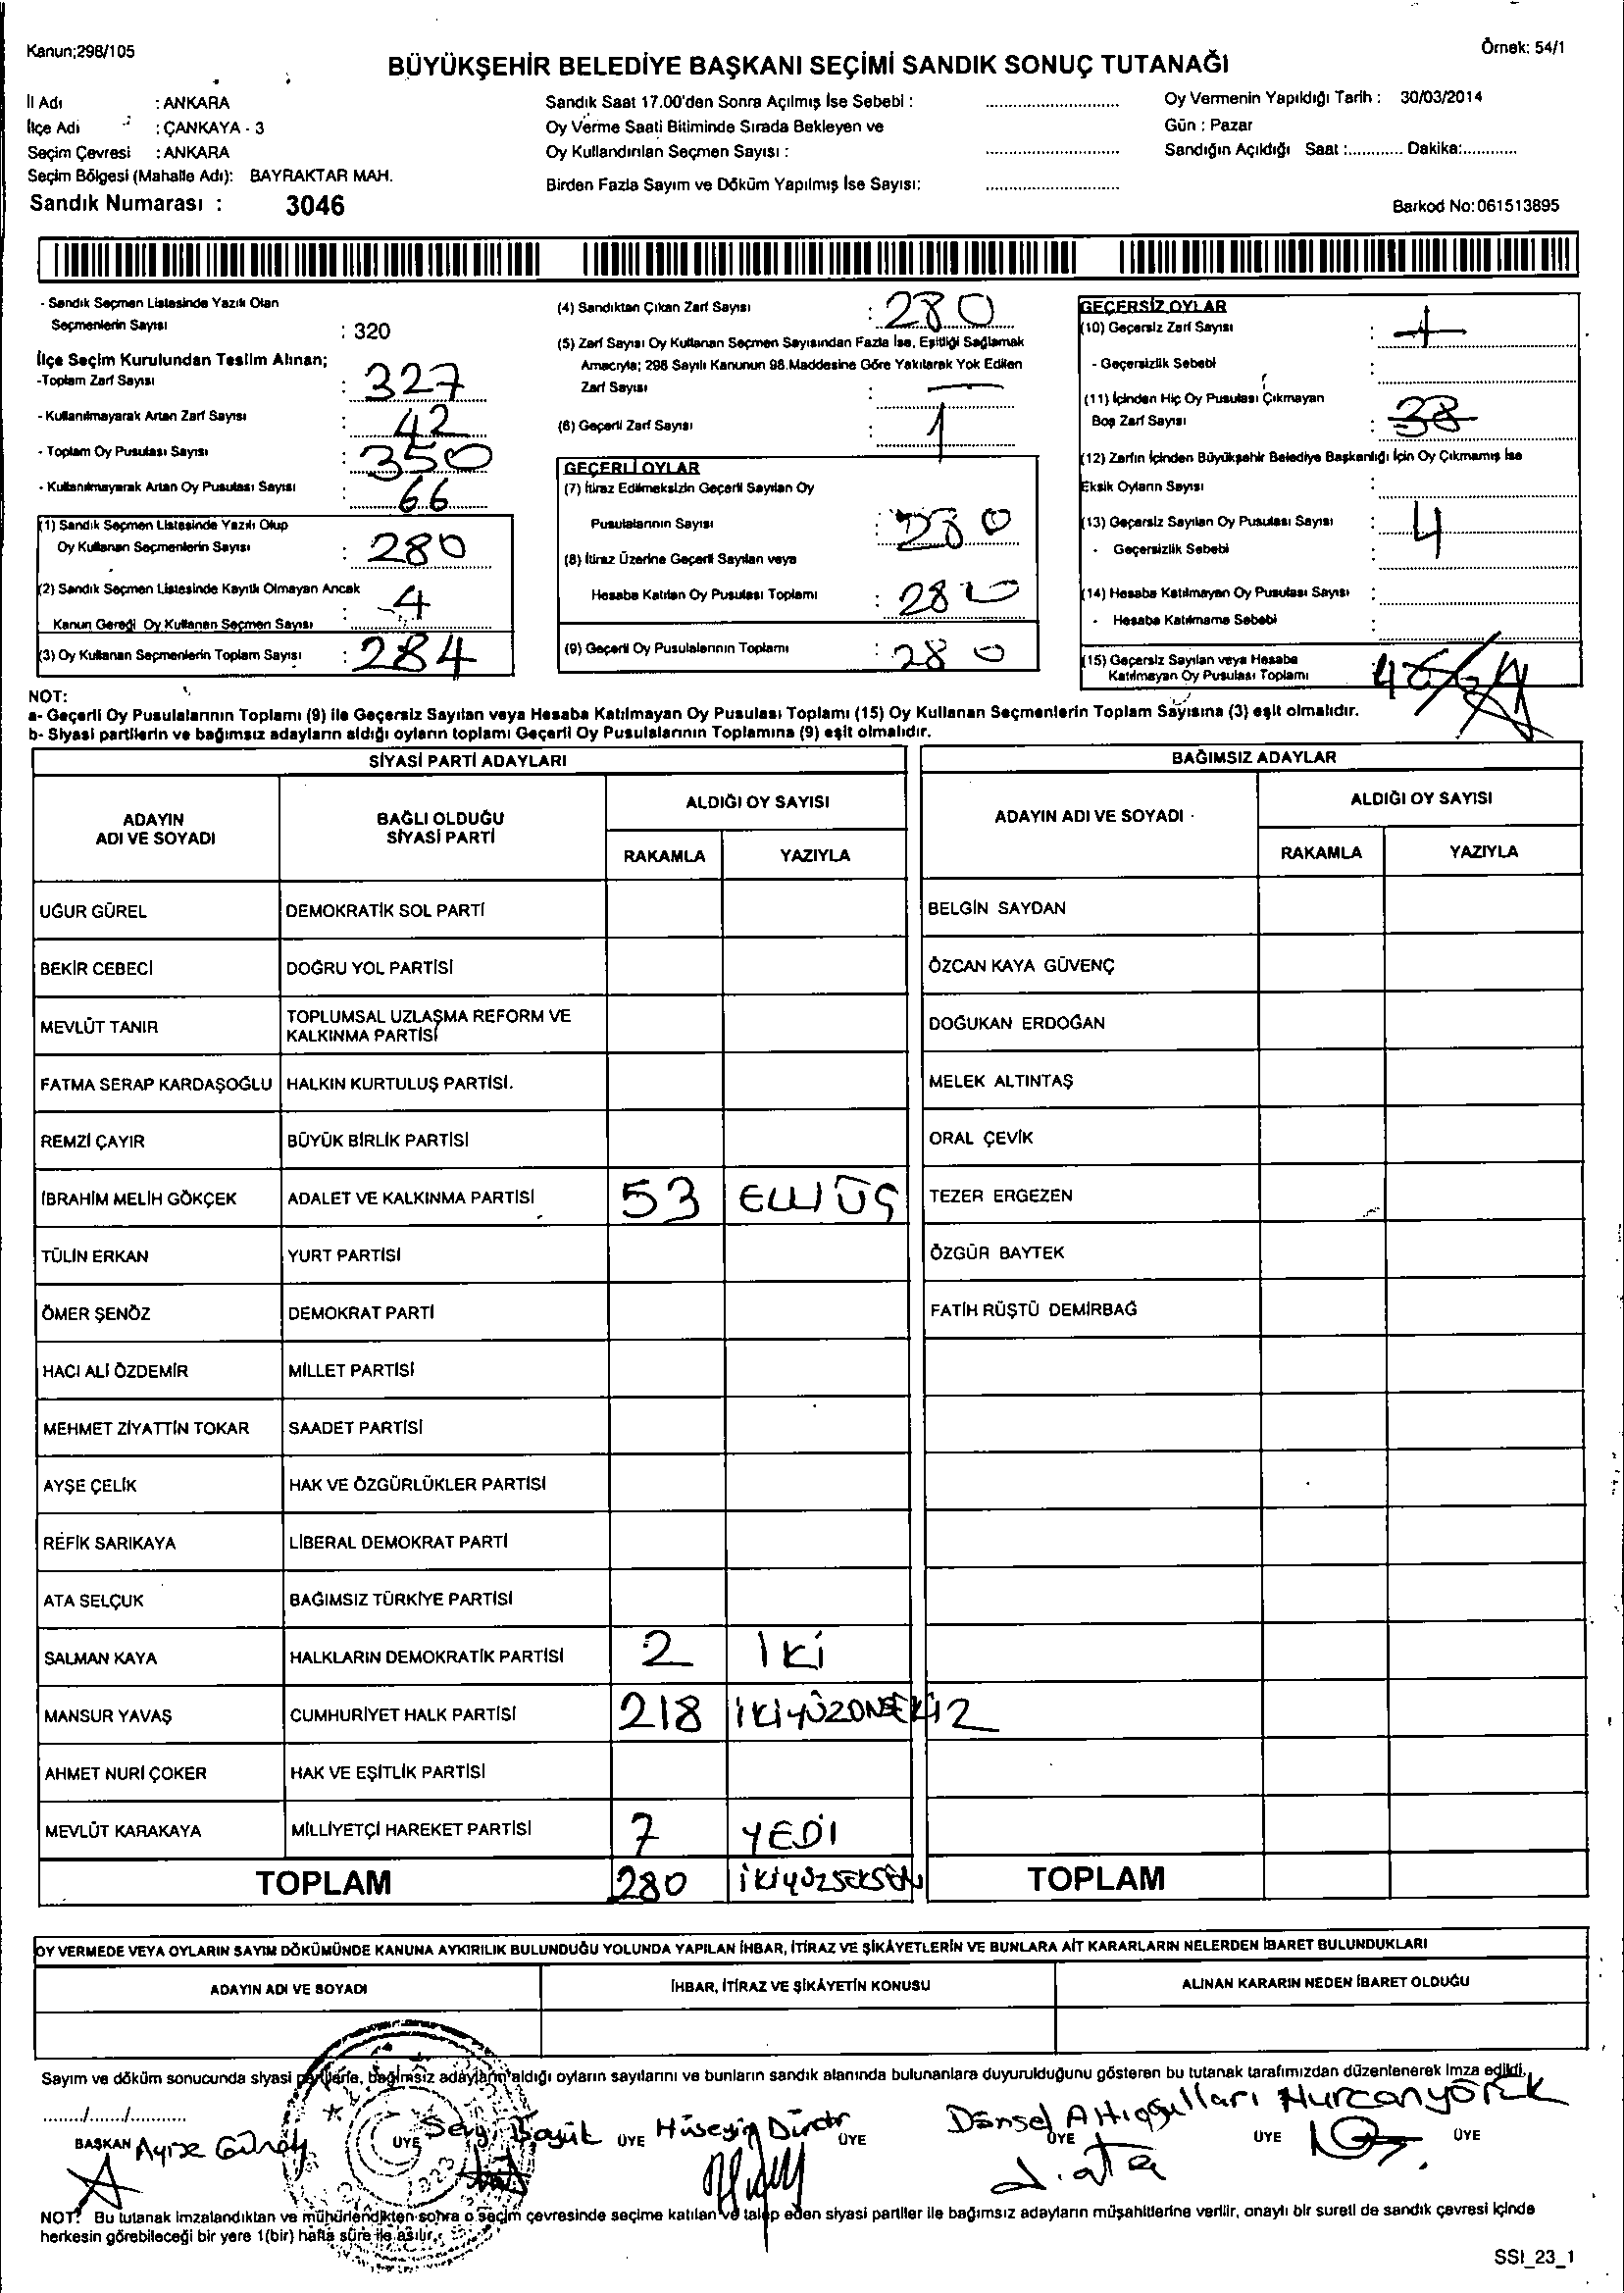 Kanun;298/105
Örnek: 54/1
BÜYÜKŞEHİR BELEDİYE BAŞKANI SEÇİMİ SANDIK SONUÇ TUTANAĞI
İl Adı : ANKARA
İlçe Adı : ÇANKAYA - 3
Seçim Çevresi : ANKARA
Seçim Bölgesi (Mahalle Adı): BAYRAKTAR MAH.
Sandık Numarası : 3046
Sandık Saat 17.00'den Sonra Açılmış İse Sebebi : ............
Oy Verme Saati Bitiminde Sırada Bekleyen ve
Oy Kullandırılan Seçmen Sayısı : ............
Birden Fazla Sayım ve Döküm Yapılmış İse Sayısı: ............
Oy Vermenin Yapıldığı Tarih : 30/03/2014
Gün : Pazar
Sandığın Açıldığı Saat :............ Dakika:............
Barkod No:061513895
- Sandık Seçmen Listesinde Yazılı Olan
Seçmenlerin Sayısı : 320
İlçe Seçim Kurulundan Teslim Alınan;
-Toplam Zarf Sayısı : 327
- Kullanılmayarak Artan Zarf Sayısı : 42
- Toplam Oy Pusulası Sayısı : 350
- Kullanılmayarak Artan Oy Pusulası Sayısı : 66
(1) Sandık Seçmen Listesinde Yazılı Olup
Oy Kullanan Seçmenlerin Sayısı : 280
(2) Sandık Seçmen Listesinde Kayıtlı Olmayan Ancak
Kanun Gereği Oy Kullanan Seçmen Sayısı : 4
(3) Oy Kullanan Seçmenlerin Toplam Sayısı : 284
(4) Sandıktan Çıkan Zarf Sayısı : 280
(5) Zarf Sayısı Oy Kullanan Seçmen Sayısından Fazla İse, Eşitliği Sağlamak
Amacıyla; 298 Sayılı Kanunun 98.Maddesine Göre Yakılarak Yok Edilen
Zarf Sayısı :
(6) Geçerli Zarf Sayısı : 1
GEÇERLİ OYLAR
(7) İtiraz Edilmeksizin Geçerli Sayılan Oy
Pusulalarının Sayısı : 280
(8) İtiraz Üzerine Geçerli Sayılan veya
Hesaba Katılan Oy Pusulası Toplamı : 280
(9) Geçerli Oy Pusulalarının Toplamı : 280
GEÇERSİZ OYLAR
(10) Geçersiz Zarf Sayısı :
- Geçersizlik Sebebi :
(11) İçinden Hiç Oy Pusulası Çıkmayan
Boş Zarf Sayısı : 38
(12) Zarfın İçinden Büyükşehir Belediye Başkanlığı İçin Oy Çıkmamış İse
Eksik Oyların Sayısı :
(13) Geçersiz Sayılan Oy Pusulası Sayısı : 4
- Geçersizlik Sebebi :
(14) Hesaba Katılmayan Oy Pusulası Sayısı :
- Hesaba Katılmama Sebebi :
(15) Geçersiz Sayılan veya Hesaba
Katılmayan Oy Pusulası Toplamı
NOT:
a- Geçerli Oy Pusulalarının Toplamı (9) ile Geçersiz Sayılan veya Hesaba Katılmayan Oy Pusulası Toplamı (15) Oy Kullanan Seçmenlerin Toplam Sayısına (3) eşit olmalıdır.
b- Siyasi partilerin ve bağımsız adayların aldığı oyların toplamı Geçerli Oy Pusulalarının Toplamına (9) eşit olmalıdır.
SİYASİ PARTİ ADAYLARI
ADAYIN ADI VE SOYADI
BAĞLI OLDUĞU SİYASİ PARTİ
ALDIĞI OY SAYISI
RAKAMLA YAZIYLA
UĞUR GÜREL DEMOKRATİK SOL PARTİ
BEKİR CEBECİ DOĞRU YOL PARTİSİ
MEVLÜT TANIR TOPLUMSAL UZLAŞMA REFORM VE
KALKINMA PARTİSİ
FATMA SERAP KARDAŞOĞLU HALKIN KURTULUŞ PARTİSİ.
REMZİ ÇAYIR BÜYÜK BİRLİK PARTİSİ
İBRAHİM MELİH GÖKÇEK ADALET VE KALKINMA PARTİSİ 53 ELLİ ÜÇ
TÜLİN ERKAN YURT PARTİSİ
ÖMER ŞENÖZ DEMOKRAT PARTİ
HACI ALİ ÖZDEMİR MİLLET PARTİSİ
MEHMET ZİYATTİN TOKAR SAADET PARTİSİ
AYŞE ÇELİK HAK VE ÖZGÜRLÜKLER PARTİSİ
REFİK SARIKAYA LİBERAL DEMOKRAT PARTİ
ATA SELÇUK BAĞIMSIZ TÜRKİYE PARTİSİ
SALMAN KAYA HALKLARIN DEMOKRATİK PARTİSİ 2 İKİ
MANSUR YAVAŞ CUMHURİYET HALK PARTİSİ 218 İKİYÜZONSEKİZ
AHMET NURİ ÇOKER HAK VE EŞİTLİK PARTİSİ
MEVLÜT KARAKAYA MİLLİYETÇİ HAREKET PARTİSİ 7 YEDİ
TOPLAM 280 İKİYÜZSEKSEN
BAĞIMSIZ ADAYLAR
ADAYIN ADI VE SOYADI
ALDIĞI OY SAYISI
RAKAMLA YAZIYLA
BELGİN SAYDAN
ÖZCAN KAYA GÜVENÇ
DOĞUKAN ERDOĞAN
MELEK ALTINTAŞ
ORAL ÇEVİK
TEZER ERGEZEN
ÖZGÜR BAYTEK
FATİH RÜŞTÜ DEMİRBAĞ
TOPLAM
OY VERMEDE VEYA OYLARIN SAYIM DÖKÜMÜNDE KANUNA AYKIRILIK BULUNDUĞU YOLUNDA YAPILAN İHBAR, İTİRAZ VE ŞİKÂYETLERİN VE BUNLARA AİT KARARLARIN NELERDEN İBARET BULUNDUKLARI
ADAYIN ADI VE SOYADI İHBAR, İTİRAZ VE ŞİKÂYETİN KONUSU ALINAN KARARIN NEDEN İBARET OLDUĞU
Sayım ve döküm sonucunda siyasi partilerle, bağımsız adayların aldığı oyların sayılarını ve bunların sandık alanında bulunanlara duyurulduğunu gösteren bu tutanak tarafımızdan düzenlenerek imza edildi.
......./......./............
BAŞKAN ÜYE ÜYE Hüseyin ÜYE ÜYE ÜYE Nurcan ÜYE
NOT: Bu tutanak imzalandıktan ve mühürlendikten sonra o seçim çevresinde seçime katılan ve talep eden siyasi partiler ile bağımsız adayların müşahitlerine verilir, onaylı bir sureti de sandık çevresi içinde
herkesin görebileceği bir yere 1(bir) hafta süre ile asılır.
SSI_23_1